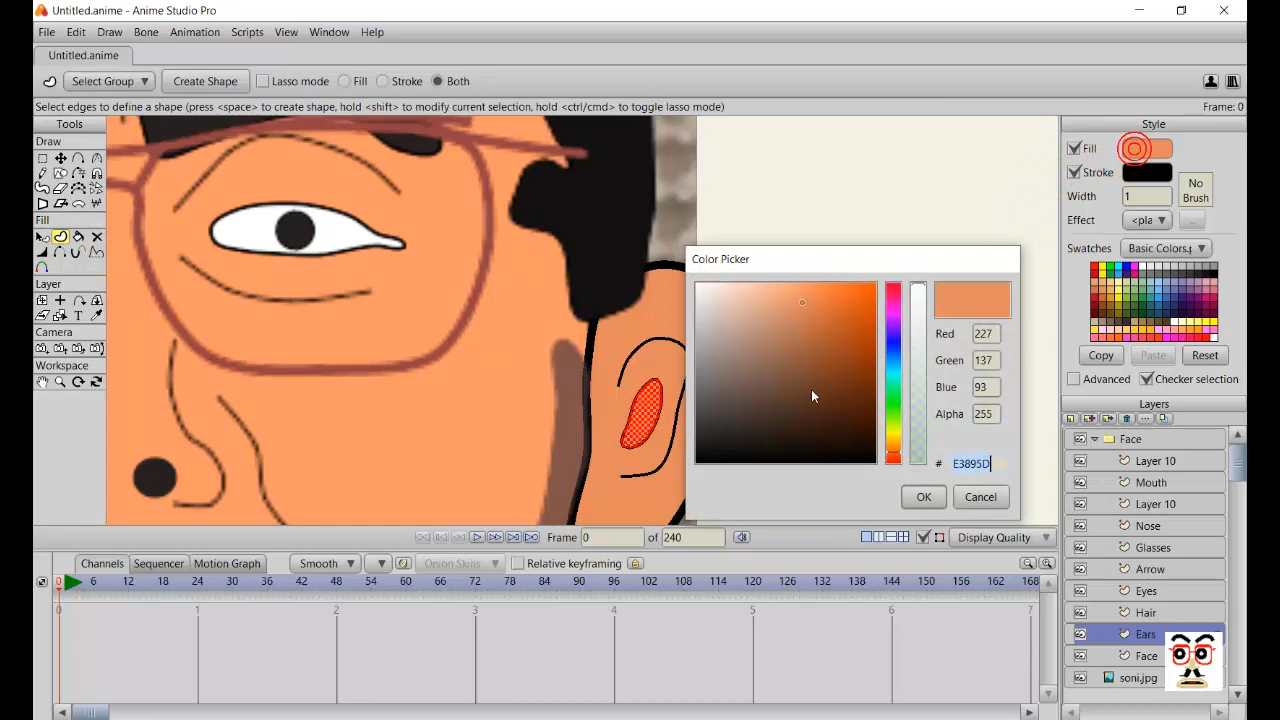 Untitled.anime - Anime Studio Pro
File Edit Draw Bone Animation Scripts View Window Help
Untitled.anime
Select Group Create Shape Lasso mode Fill Stroke Both
Select edges to define a shape (press <space> to create shape, hold <shift> to modify current selection, hold <ctrl/cmd> to toggle lasso mode) Frame: 0
Tools
Draw
Fill
Layer
Camera
Workspace
Style
Fill
Stroke
Width 1
No Brush
Effect <pla ...
Swatches Basic Colors.p
Copy Paste Reset
Advanced Checker selection
Color Picker
Red 227
Green 137
Blue 93
Alpha 255
# E3895D
OK Cancel
Layers
Face
Layer 10
Mouth
Layer 10
Nose
Glasses
Arrow
Eyes
Hair
Ears
Face
soni.jpg
Frame 0 of 240 Display Quality
Channels Sequencer Motion Graph Smooth Onion Skins Relative keyframing
0 6 12 18 24 30 36 42 48 54 60 66 72 78 84 90 96 102 108 114 120 126 132 138 144 150 156 162 168
0 1 2 3 4 5 6 7